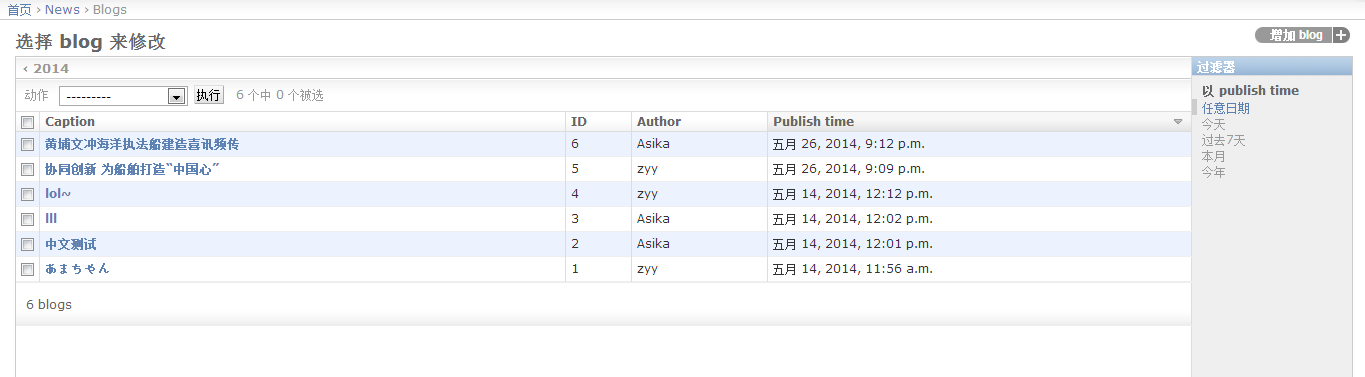 首页 › News › Blogs
选择 blog 来修改
增加 blog
‹ 2014
动作 --------- 执行 6 个中 0 个被选
Caption ID Author Publish time
黄埔文冲海洋执法船建造喜讯频传 6 Asika 五月 26, 2014, 9:12 p.m.
协同创新 为船舶打造“中国心” 5 zyy 五月 26, 2014, 9:09 p.m.
lol~ 4 zyy 五月 14, 2014, 12:12 p.m.
lll 3 Asika 五月 14, 2014, 12:02 p.m.
中文测试 2 Asika 五月 14, 2014, 12:01 p.m.
あまちゃん 1 zyy 五月 14, 2014, 11:56 a.m.
6 blogs
过滤器
以 publish time
任意日期
今天
过去7天
本月
今年